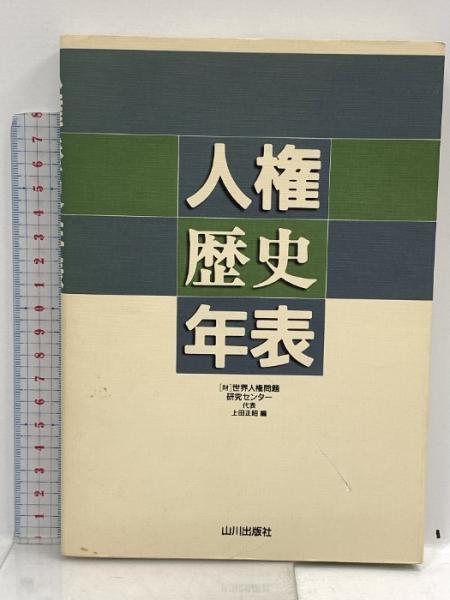 人権
歴史
年表
[財]世界人権問題
研究センター
代表
上田正昭 編
山川出版社